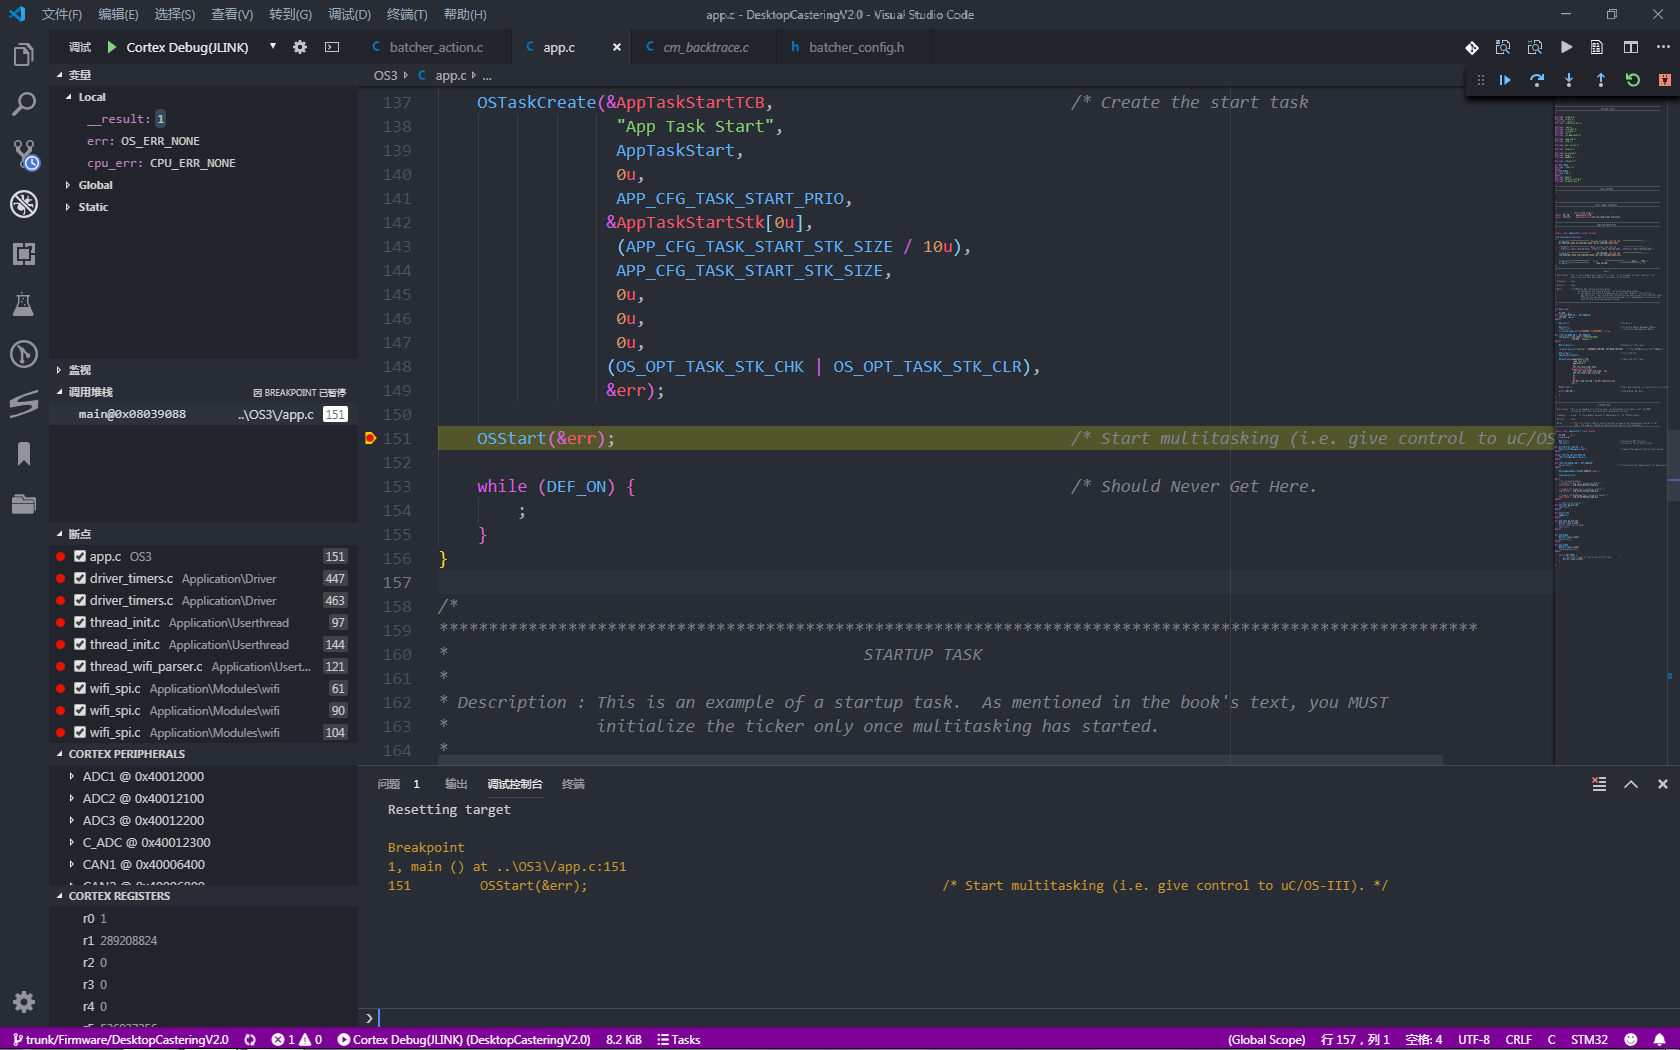 文件(F) 编辑(E) 选择(S) 查看(V) 转到(G) 调试(D) 终端(T) 帮助(H) app.c - DesktopCasteringV2.0 - Visual Studio Code
调试 Cortex Debug(JLINK)
batcher_action.c app.c cm_backtrace.c batcher_config.h
OS3 app.c ...
变量
Local
__result: 1
err: OS_ERR_NONE
cpu_err: CPU_ERR_NONE
Global
Static
监视
调用堆栈 因 BREAKPOINT 已暂停
main@0x08039088 ..\OS3\/app.c 151
断点
app.c OS3 151
driver_timers.c Application\Driver 447
driver_timers.c Application\Driver 463
thread_init.c Application\Userthread 97
thread_init.c Application\Userthread 144
thread_wifi_parser.c Application\Usert... 121
wifi_spi.c Application\Modules\wifi 61
wifi_spi.c Application\Modules\wifi 90
wifi_spi.c Application\Modules\wifi 104
CORTEX PERIPHERALS
ADC1 @ 0x40012000
ADC2 @ 0x40012100
ADC3 @ 0x40012200
C_ADC @ 0x40012300
CAN1 @ 0x40006400
CORTEX REGISTERS
r0 1
r1 289208824
r2 0
r3 0
r4 0
137 OSTaskCreate(&AppTaskStartTCB, /* Create the start task
138 "App Task Start",
139 AppTaskStart,
140 0u,
141 APP_CFG_TASK_START_PRIO,
142 &AppTaskStartStk[0u],
143 (APP_CFG_TASK_START_STK_SIZE / 10u),
144 APP_CFG_TASK_START_STK_SIZE,
145 0u,
146 0u,
147 0u,
148 (OS_OPT_TASK_STK_CHK | OS_OPT_TASK_STK_CLR),
149 &err);
150
151 OSStart(&err); /* Start multitasking (i.e. give control to uC/OS
152
153 while (DEF_ON) { /* Should Never Get Here.
154 ;
155 }
156 }
157
158 /*
159 *********************************************************************************************************
160 * STARTUP TASK
161 *
162 * Description : This is an example of a startup task.  As mentioned in the book's text, you MUST
163 * initialize the ticker only once multitasking has started.
164 *
问题 1 输出 调试控制台 终端
Resetting target
Breakpoint
1, main () at ..\OS3\/app.c:151
151 OSStart(&err); /* Start multitasking (i.e. give control to uC/OS-III). */
trunk/Firmware/DesktopCasteringV2.0 1 0 Cortex Debug(JLINK) (DesktopCasteringV2.0) 8.2 KiB Tasks (Global Scope) 行 157，列 1 空格: 4 UTF-8 CRLF C STM32